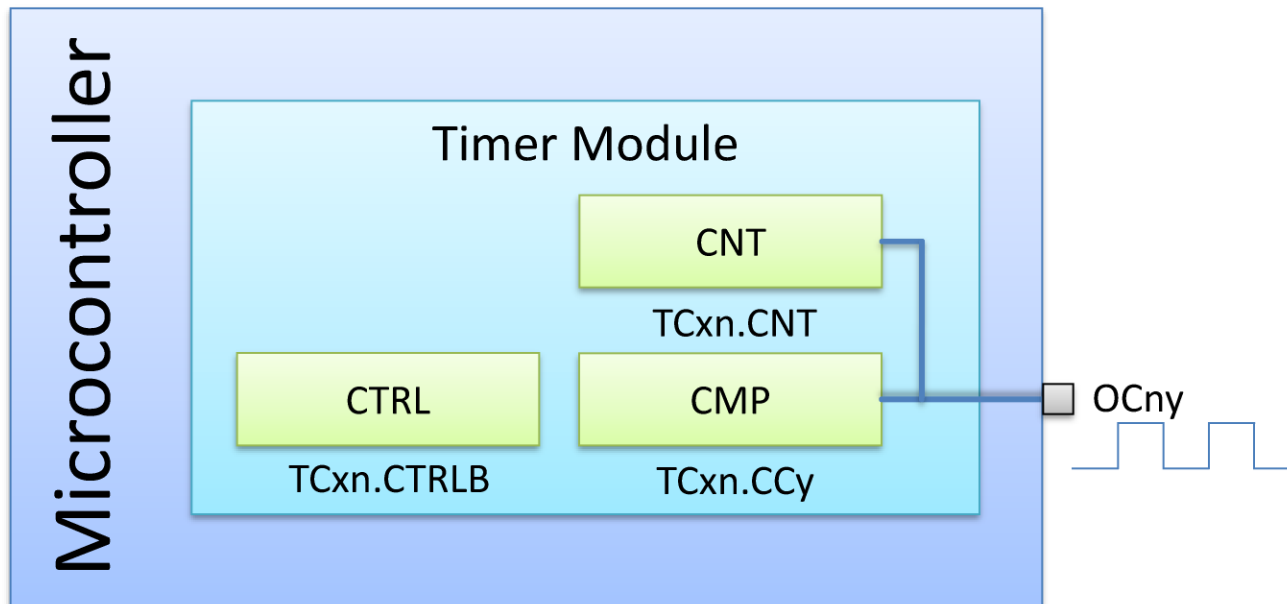 Microcontroller
Timer Module
CNT
TCxn.CNT
CTRL
CMP
TCxn.CTRLB
TCxn.CCy
OCny